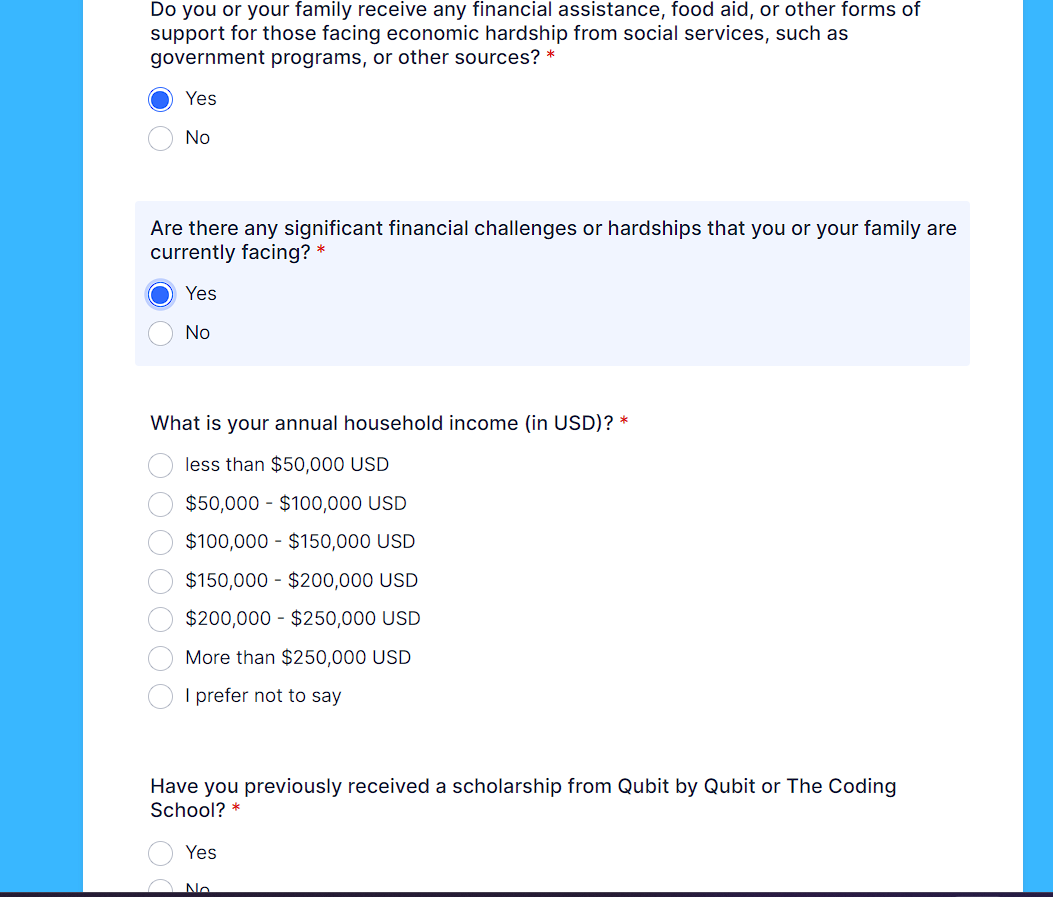 Do you or your family receive any financial assistance, food aid, or other forms of
support for those facing economic hardship from social services, such as
government programs, or other sources? *
Yes
No
Are there any significant financial challenges or hardships that you or your family are
currently facing? *
Yes
No
What is your annual household income (in USD)? *
less than $50,000 USD
$50,000 - $100,000 USD
$100,000 - $150,000 USD
$150,000 - $200,000 USD
$200,000 - $250,000 USD
More than $250,000 USD
I prefer not to say
Have you previously received a scholarship from Qubit by Qubit or The Coding
School? *
Yes
No